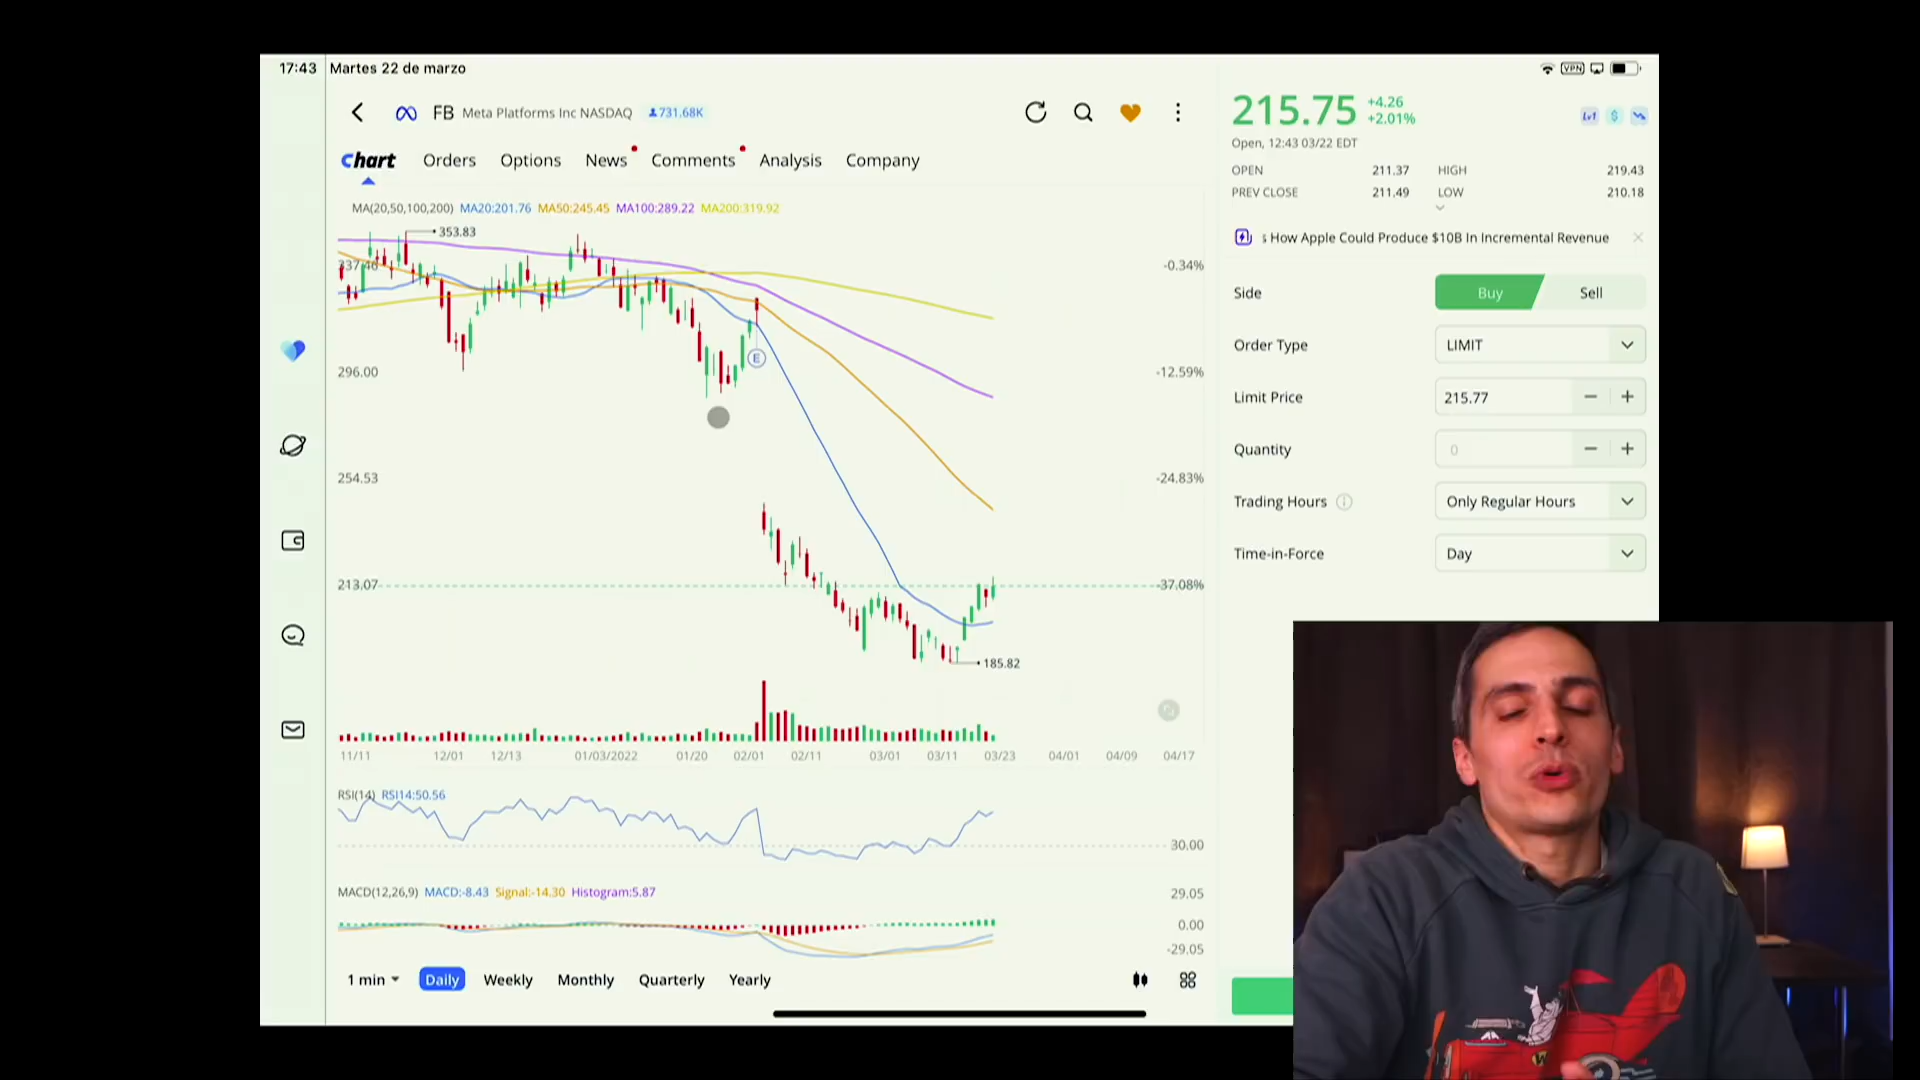 17:43 Martes 22 de marzo
VPN
FB Meta Platforms Inc NASDAQ 731.68K
Chart Orders Options News Comments Analysis Company
MA(20,50,100,200) MA20:201.76 MA50:245.45 MA100:289.22 MA200:319.92
353.83
337.46 -0.34%
296.00 -12.59%
E
254.53 -24.83%
213.07 -37.08%
185.82
11/11 12/01 12/13 01/03/2022 01/20 02/01 02/11 03/01 03/11 03/23 04/01 04/09 04/17
RSI(14) RSI14:50.56
30.00
MACD(12,26,9) MACD:-8.43 Signal:-14.30 Histogram:5.87
29.05
0.00
-29.05
1 min Daily Weekly Monthly Quarterly Yearly
215.75 +4.26
+2.01%
Lv1 $
Open, 12:43 03/22 EDT
OPEN 211.37 HIGH 219.43
PREV CLOSE 211.49 LOW 210.18
How Apple Could Produce $10B In Incremental Revenue
Side Buy Sell
Order Type LIMIT
Limit Price 215.77
Quantity 0
Trading Hours Only Regular Hours
Time-in-Force Day